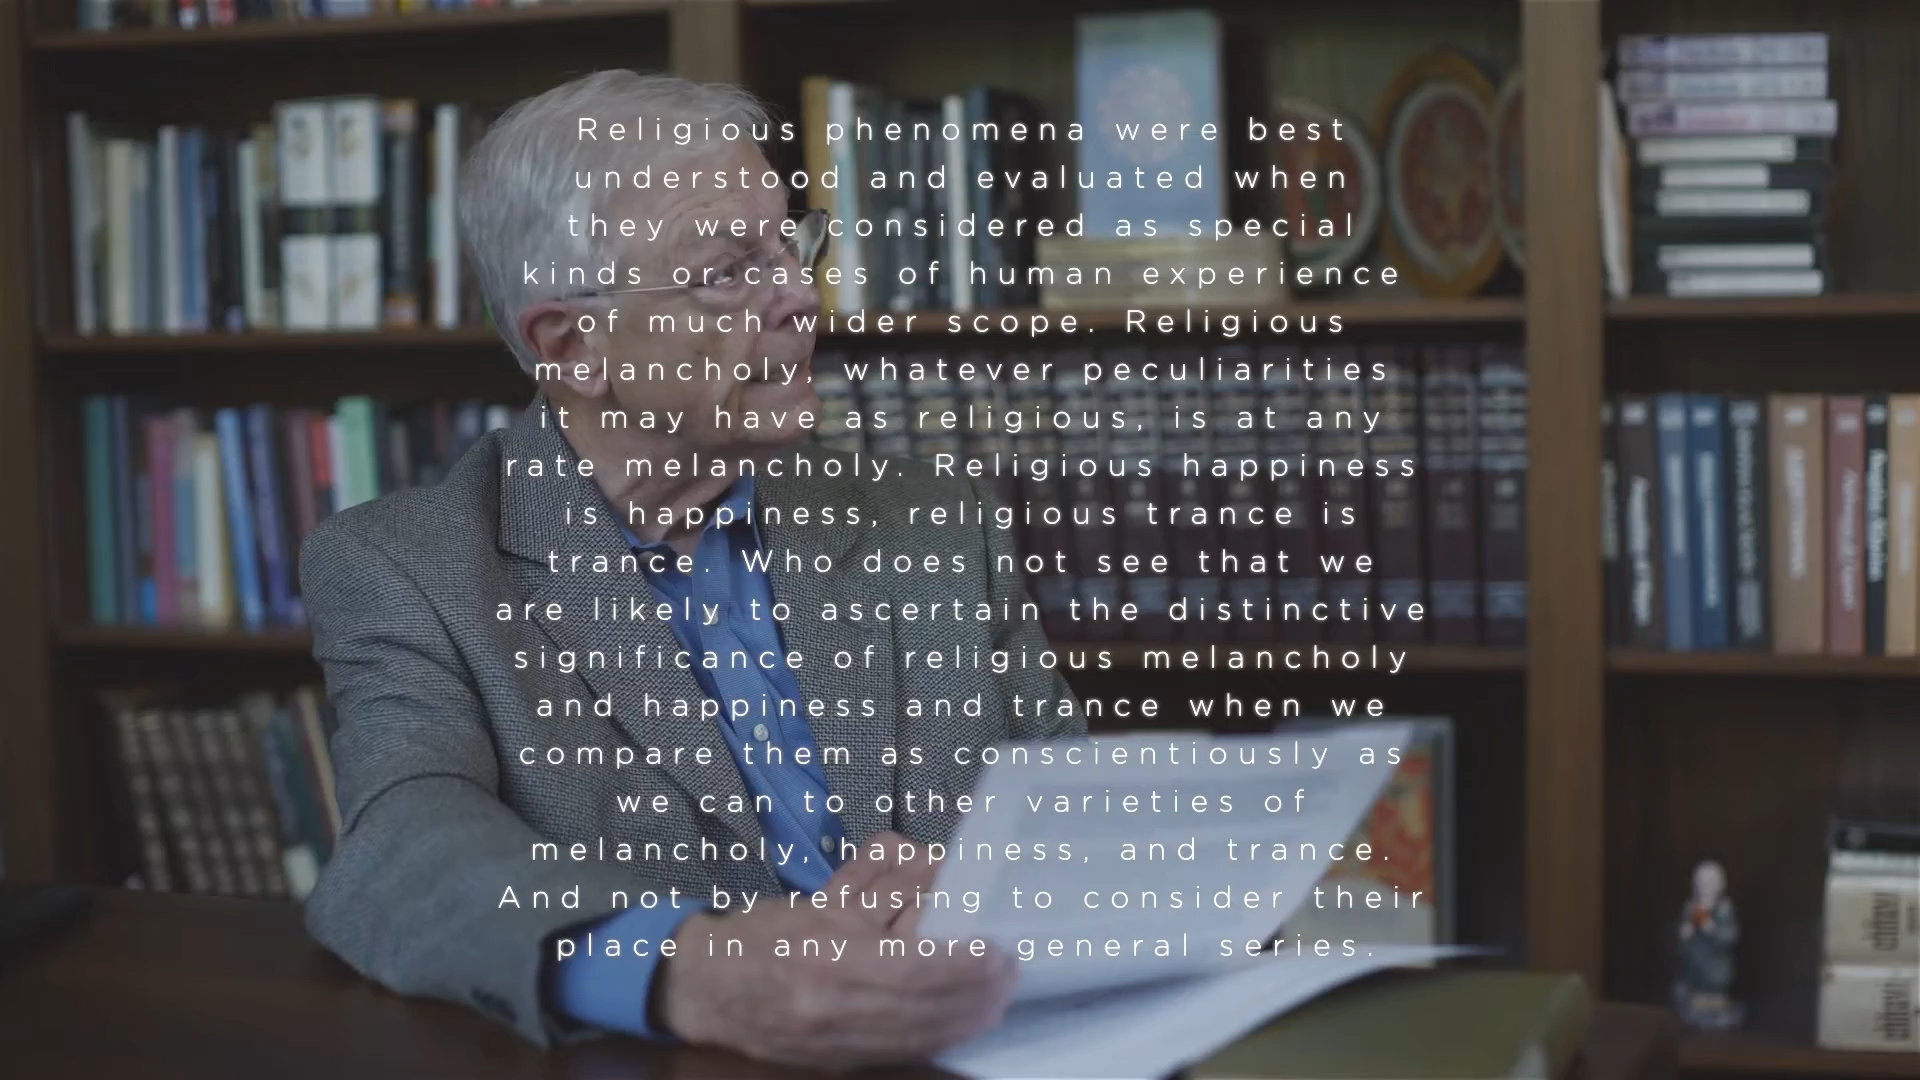 Religious phenomena were best
understood and evaluated when
they were considered as special
kinds or cases of human experience
of much wider scope. Religious
melancholy, whatever peculiarities
it may have as religious, is at any
rate melancholy. Religious happiness
is happiness, religious trance is
trance. Who does not see that we
are likely to ascertain the distinctive
significance of religious melancholy
and happiness and trance when we
compare them as conscientiously as
we can to other varieties of
melancholy, happiness, and trance.
And not by refusing to consider their
place in any more general series.